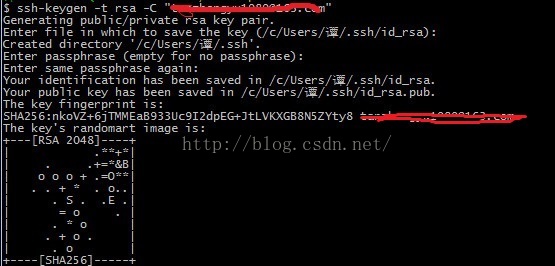 $ ssh-keygen -t rsa -C "
Generating public/private rsa key pair.
Enter file in which to save the key (/c/Users/谭/.ssh/id_rsa):
Created directory '/c/Users/谭/.ssh'.
Enter passphrase (empty for no passphrase):
Enter same passphrase again:
Your identification has been saved in /c/Users/谭/.ssh/id_rsa.
Your public key has been saved in /c/Users/谭/.ssh/id_rsa.pub.
The key fingerprint is:
SHA256:nkoVZ+6jTMMEaB933Uc9I2dpEG+JtLVKXGB8N5ZYty8
The key's randomart image is:
+---[RSA 2048]----+
|           .**+*|
|     .    .+=*&B|
|    o o o + .=O**|
|   . . + *  . o..|
|      . S .  .E .|
|       = o     . |
|      . * o      |
|     . + o .     |
|      . o        |
+----[SHA256]-----+
http://blog.csdn.net/